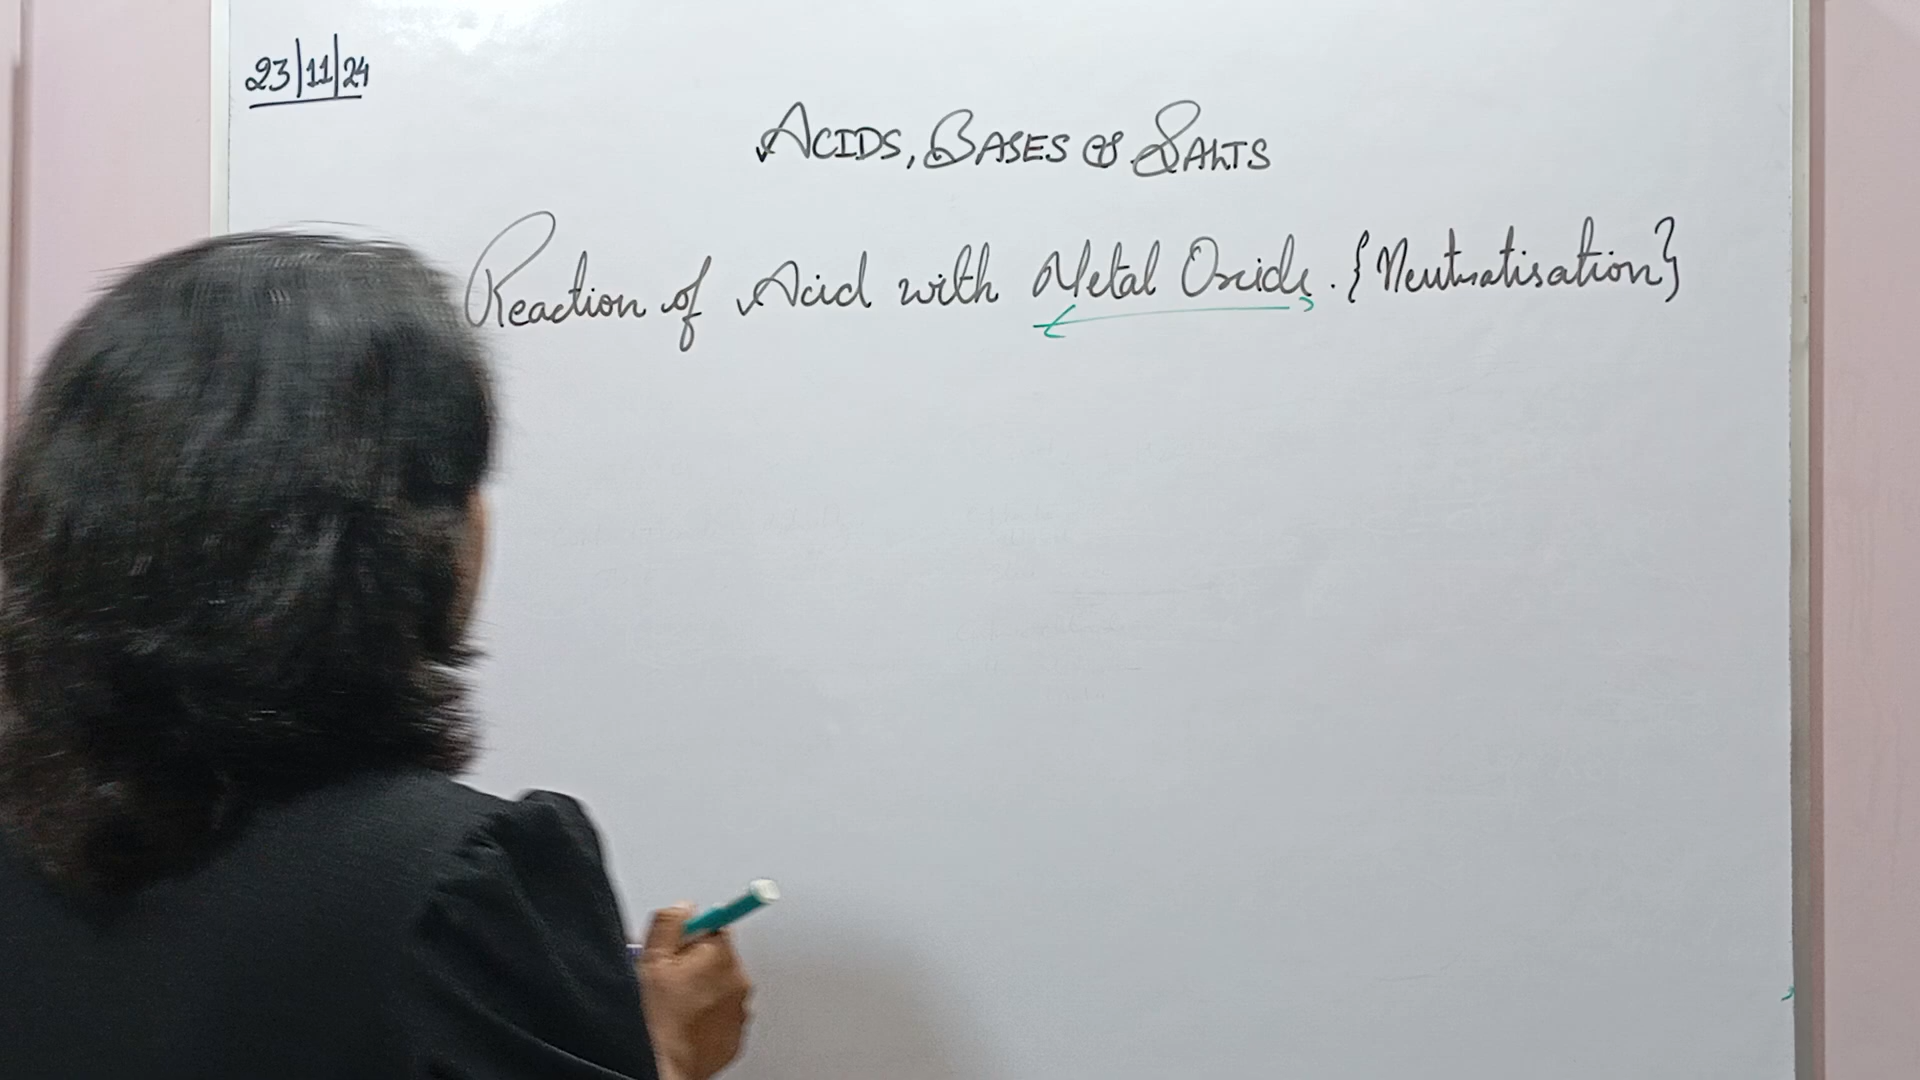 23/11/24
ACIDS, BASES & SALTS
Reaction of Acid with Metal Oxide. {Neutralisation}